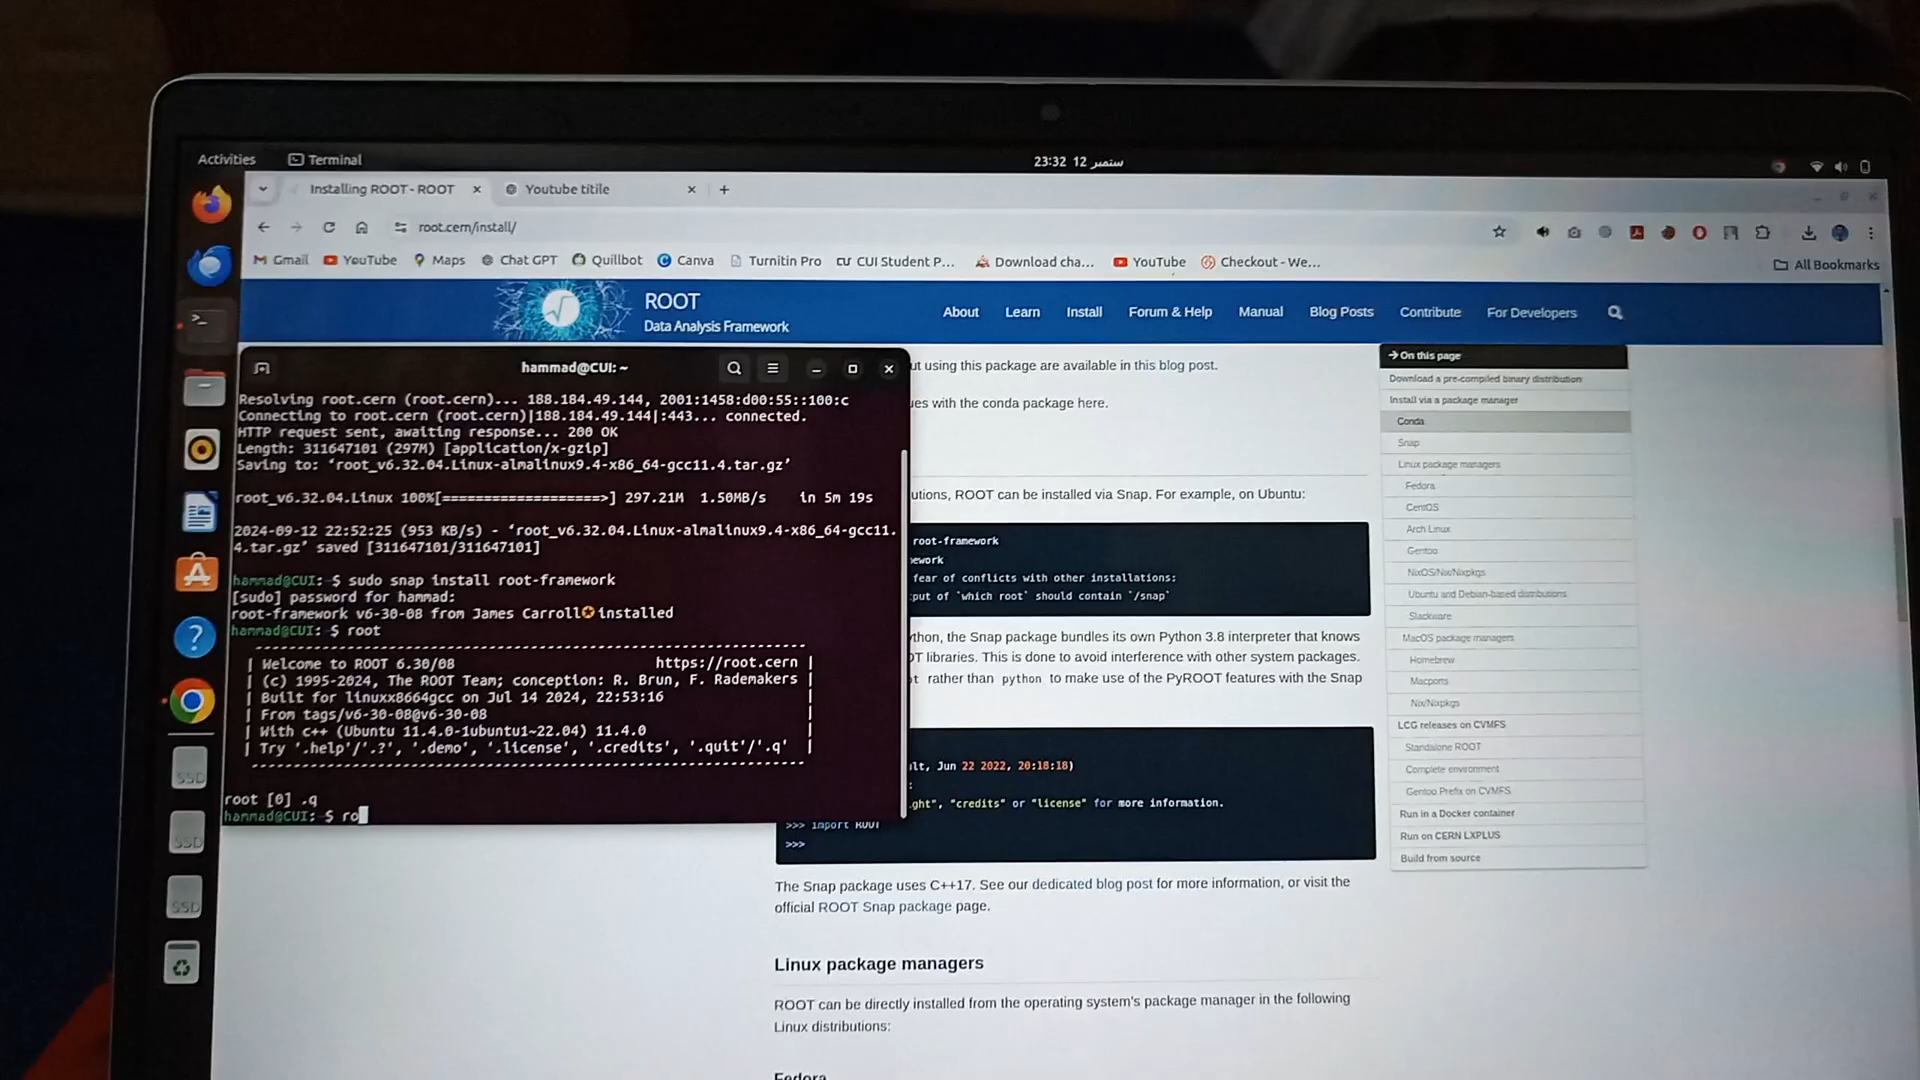 Activities
Terminal
23:32 12 ستمبر
Installing ROOT - ROOT
Youtube titile
root.cern/install/
Gmail
YouTube
Maps
Chat GPT
Quillbot
Canva
Turnitin Pro
CUI Student P...
Download cha...
YouTube
Checkout - We...
All Bookmarks
ROOT
Data Analysis Framework
About
Learn
Install
Forum & Help
Manual
Blog Posts
Contribute
For Developers
hammad@CUI: ~
Resolving root.cern (root.cern)... 188.184.49.144, 2001:1458:d00:55::100:c
Connecting to root.cern (root.cern)|188.184.49.144|:443... connected.
HTTP request sent, awaiting response... 200 OK
Length: 311647101 (297M) [application/x-gzip]
Saving to: ‘root_v6.32.04.Linux-almalinux9.4-x86_64-gcc11.4.tar.gz’
root_v6.32.04.Linux 100%[===================>] 297.21M 1.50MB/s in 5m 19s
2024-09-12 22:52:25 (953 KB/s) - ‘root_v6.32.04.Linux-almalinux9.4-x86_64-gcc11.
4.tar.gz’ saved [311647101/311647101]
hammad@CUI:~$ sudo snap install root-framework
[sudo] password for hammad:
root-framework v6-30-08 from James Carroll✪ installed
hammad@CUI:~$ root
------------------------------------------------------------------
| Welcome to ROOT 6.30/08 https://root.cern |
| (c) 1995-2024, The ROOT Team; conception: R. Brun, F. Rademakers |
| Built for linuxx8664gcc on Jul 14 2024, 22:53:16 |
| From tags/v6-30-08@v6-30-08 |
| With c++ (Ubuntu 11.4.0-1ubuntu1~22.04) 11.4.0 |
| Try '.help'/'.?', '.demo', '.license', '.credits', '.quit'/'.q' |
------------------------------------------------------------------
root [0] .q
hammad@CUI:~$ ro
ut using this package are available in this blog post.
ues with the conda package here.
utions, ROOT can be installed via Snap. For example, on Ubuntu:
root-framework
ework
fear of conflicts with other installations:
put of `which root` should contain `/snap`
ython, the Snap package bundles its own Python 3.8 interpreter that knows
OT libraries. This is done to avoid interference with other system packages.
ot rather than python to make use of the PyROOT features with the Snap
ult, Jun 22 2022, 20:18:18)
:
ght", "credits" or "license" for more information.
>>> import ROOT
>>>
The Snap package uses C++17. See our dedicated blog post for more information, or visit the
official ROOT Snap package page.
Linux package managers
ROOT can be directly installed from the operating system's package manager in the following
Linux distributions:
Fedora
→ On this page
Download a pre-compiled binary distribution
Install via a package manager
Conda
Snap
Linux package managers
Fedora
CentOS
Arch Linux
Gentoo
NixOS/Nix/Nixpkgs
Ubuntu and Debian-based distributions
Slackware
MacOS package managers
Homebrew
Macports
Nix/Nixpkgs
LCG releases on CVMFS
Standalone ROOT
Complete environment
Gentoo Prefix on CVMFS
Run in a Docker container
Run on CERN LXPLUS
Build from source
SSD
SSD
SSD